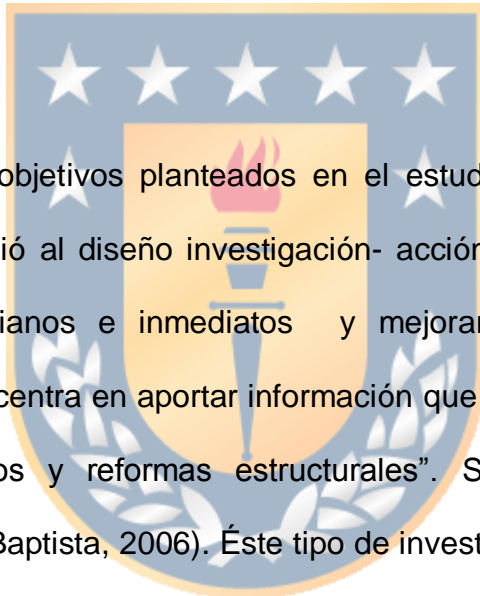 objetivos planteados en el estud
ió al diseño investigación- acción
ianos e inmediatos y mejorar
centra en aportar información que
os y reformas estructurales”. S
Baptista, 2006). Éste tipo de invest